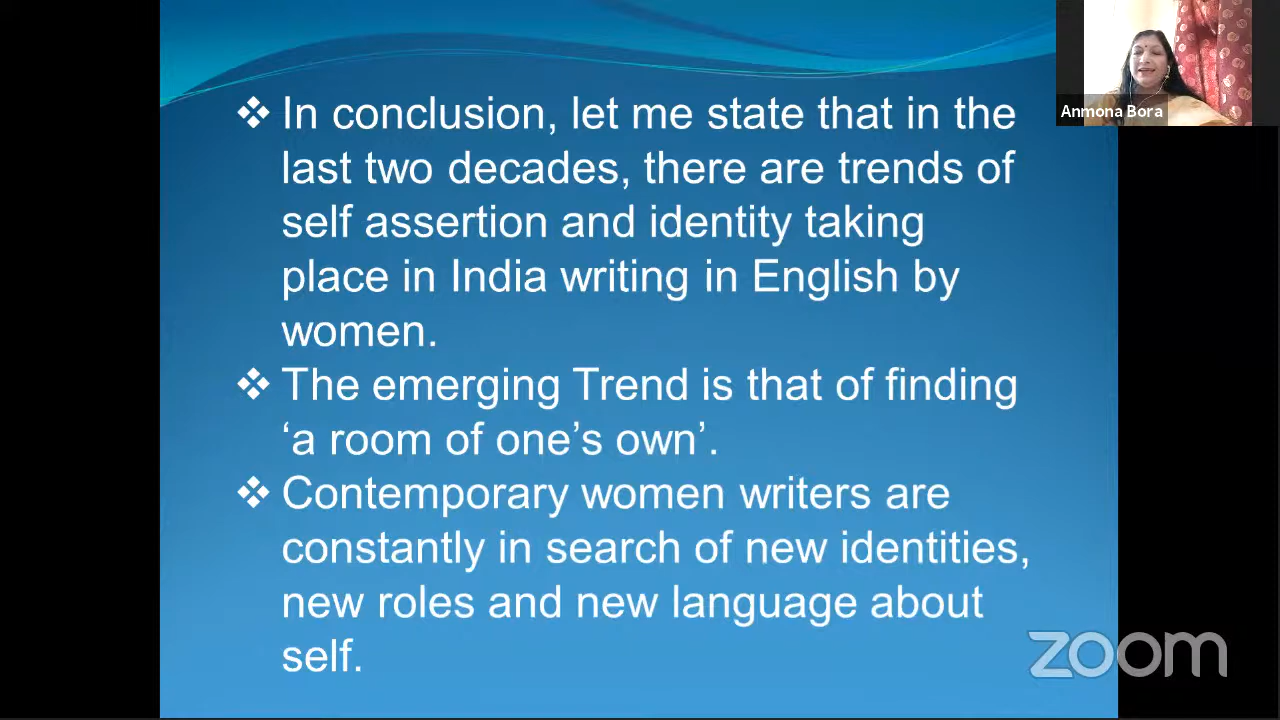 ❖ In conclusion, let me state that in the
last two decades, there are trends of
self assertion and identity taking
place in India writing in English by
women.
❖ The emerging Trend is that of finding
‘a room of one’s own’.
❖ Contemporary women writers are
constantly in search of new identities,
new roles and new language about
self.
Anmona Bora
zoom